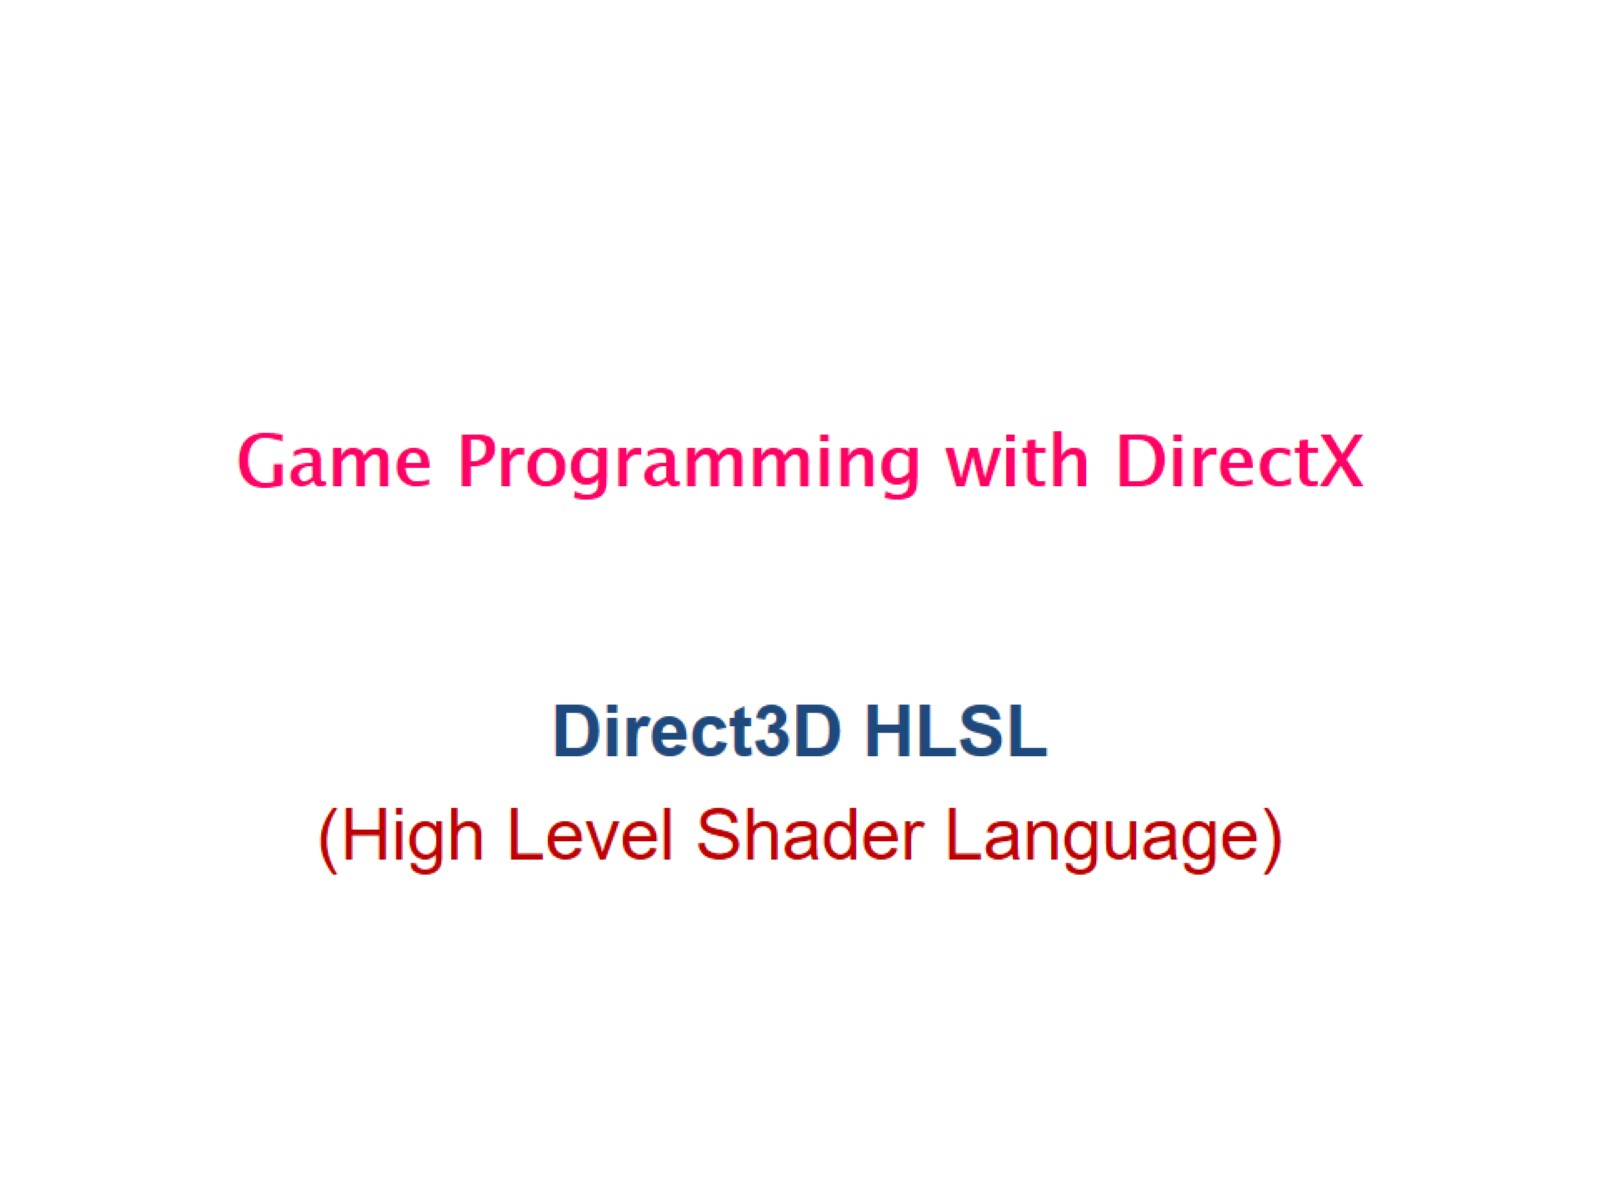 Game Programming with DirectX
Direct3D HLSL
(High Level Shader Language)